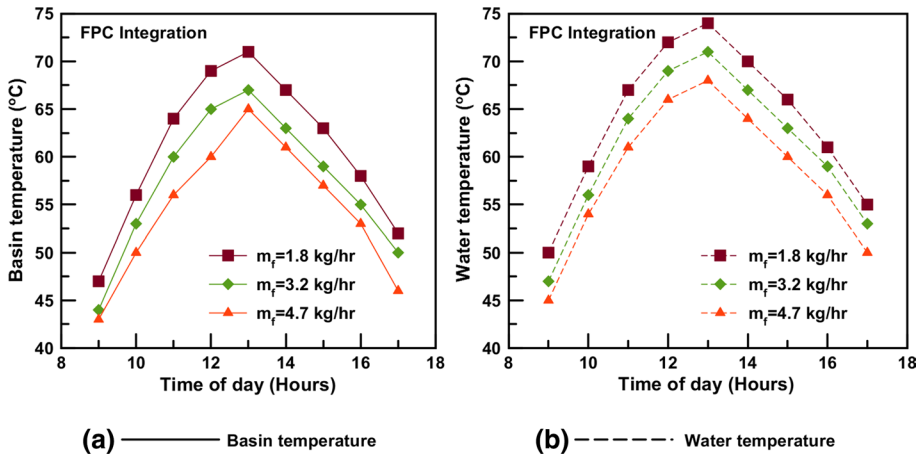 FPC Integration
Basin temperature (°C)
75
70
65
60
55
50
45
40
8
10
12
14
16
18
Time of day (Hours)
m_f=1.8 kg/hr
m_f=3.2 kg/hr
m_f=4.7 kg/hr
(a) Basin temperature
FPC Integration
Water temperature (°C)
75
70
65
60
55
50
45
40
8
10
12
14
16
18
Time of day (Hours)
m_f=1.8 kg/hr
m_f=3.2 kg/hr
m_f=4.7 kg/hr
(b) Water temperature